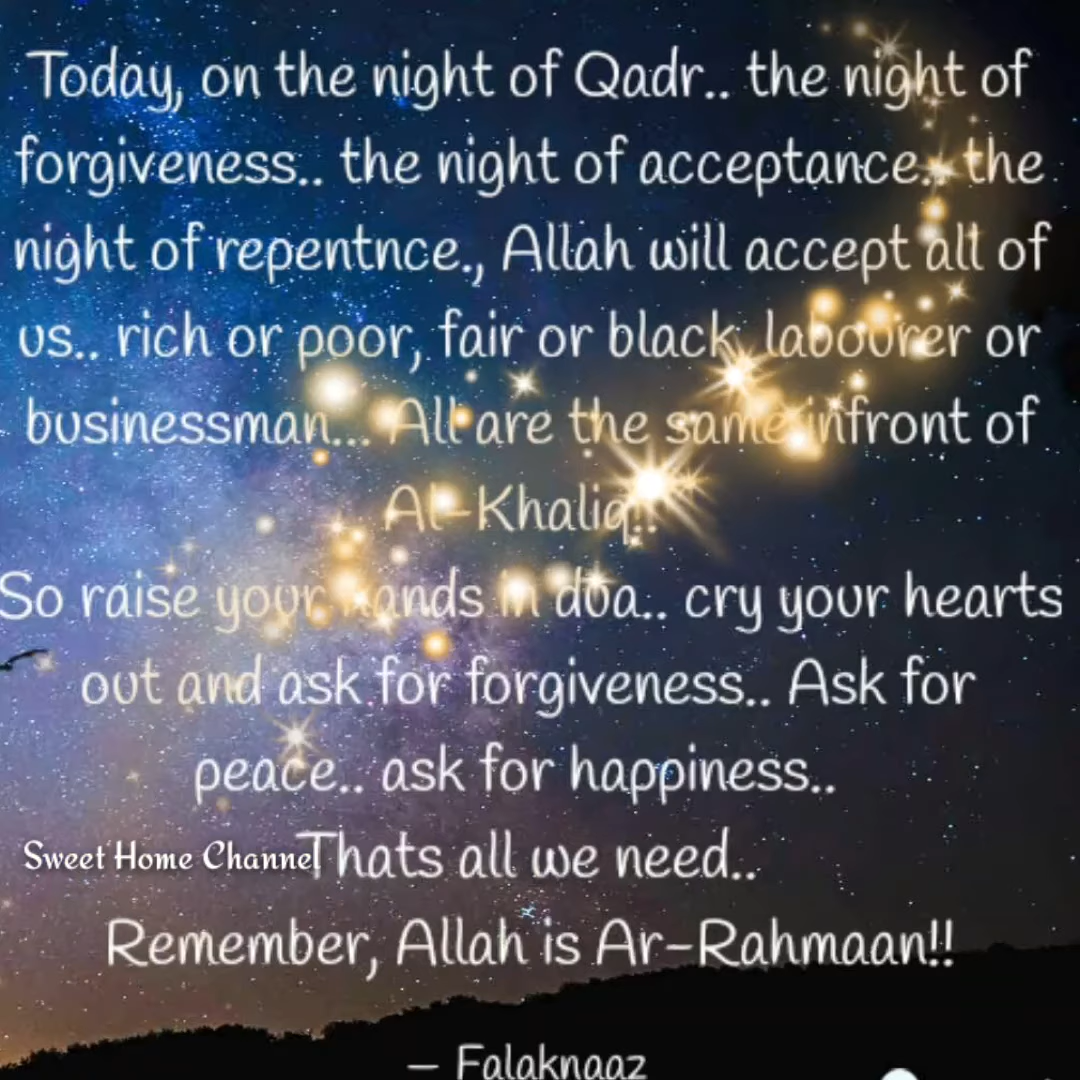 Today, on the night of Qadr.. the night of
forgiveness.. the night of acceptance.. the
night of repentnce., Allah will accept all of
us.. rich or poor, fair or black, labourer or
businessman... All are the same infront of
Al-Khaliq!!
So raise your hands in dua.. cry your hearts
out and ask for forgiveness.. Ask for
peace.. ask for happiness..
Sweet Home Channel Thats all we need..
Remember, Allah is Ar-Rahmaan!!
— Falaknaaz